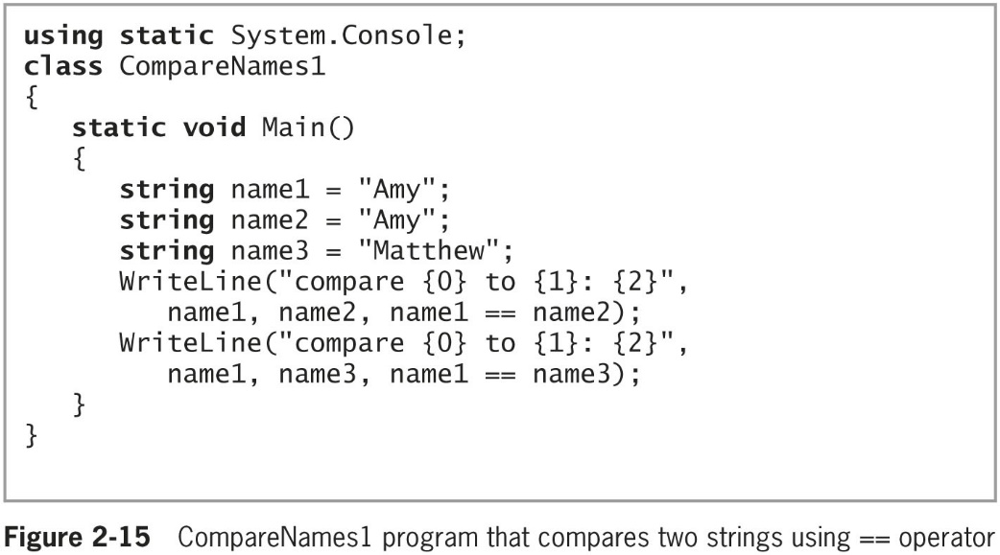 using static System.Console;
class CompareNames1
{
   static void Main()
   {
      string name1 = "Amy";
      string name2 = "Amy";
      string name3 = "Matthew";
      WriteLine("compare {0} to {1}: {2}",
         name1, name2, name1 == name2);
      WriteLine("compare {0} to {1}: {2}",
         name1, name3, name1 == name3);
   }
}
Figure 2-15 CompareNames1 program that compares two strings using == operator